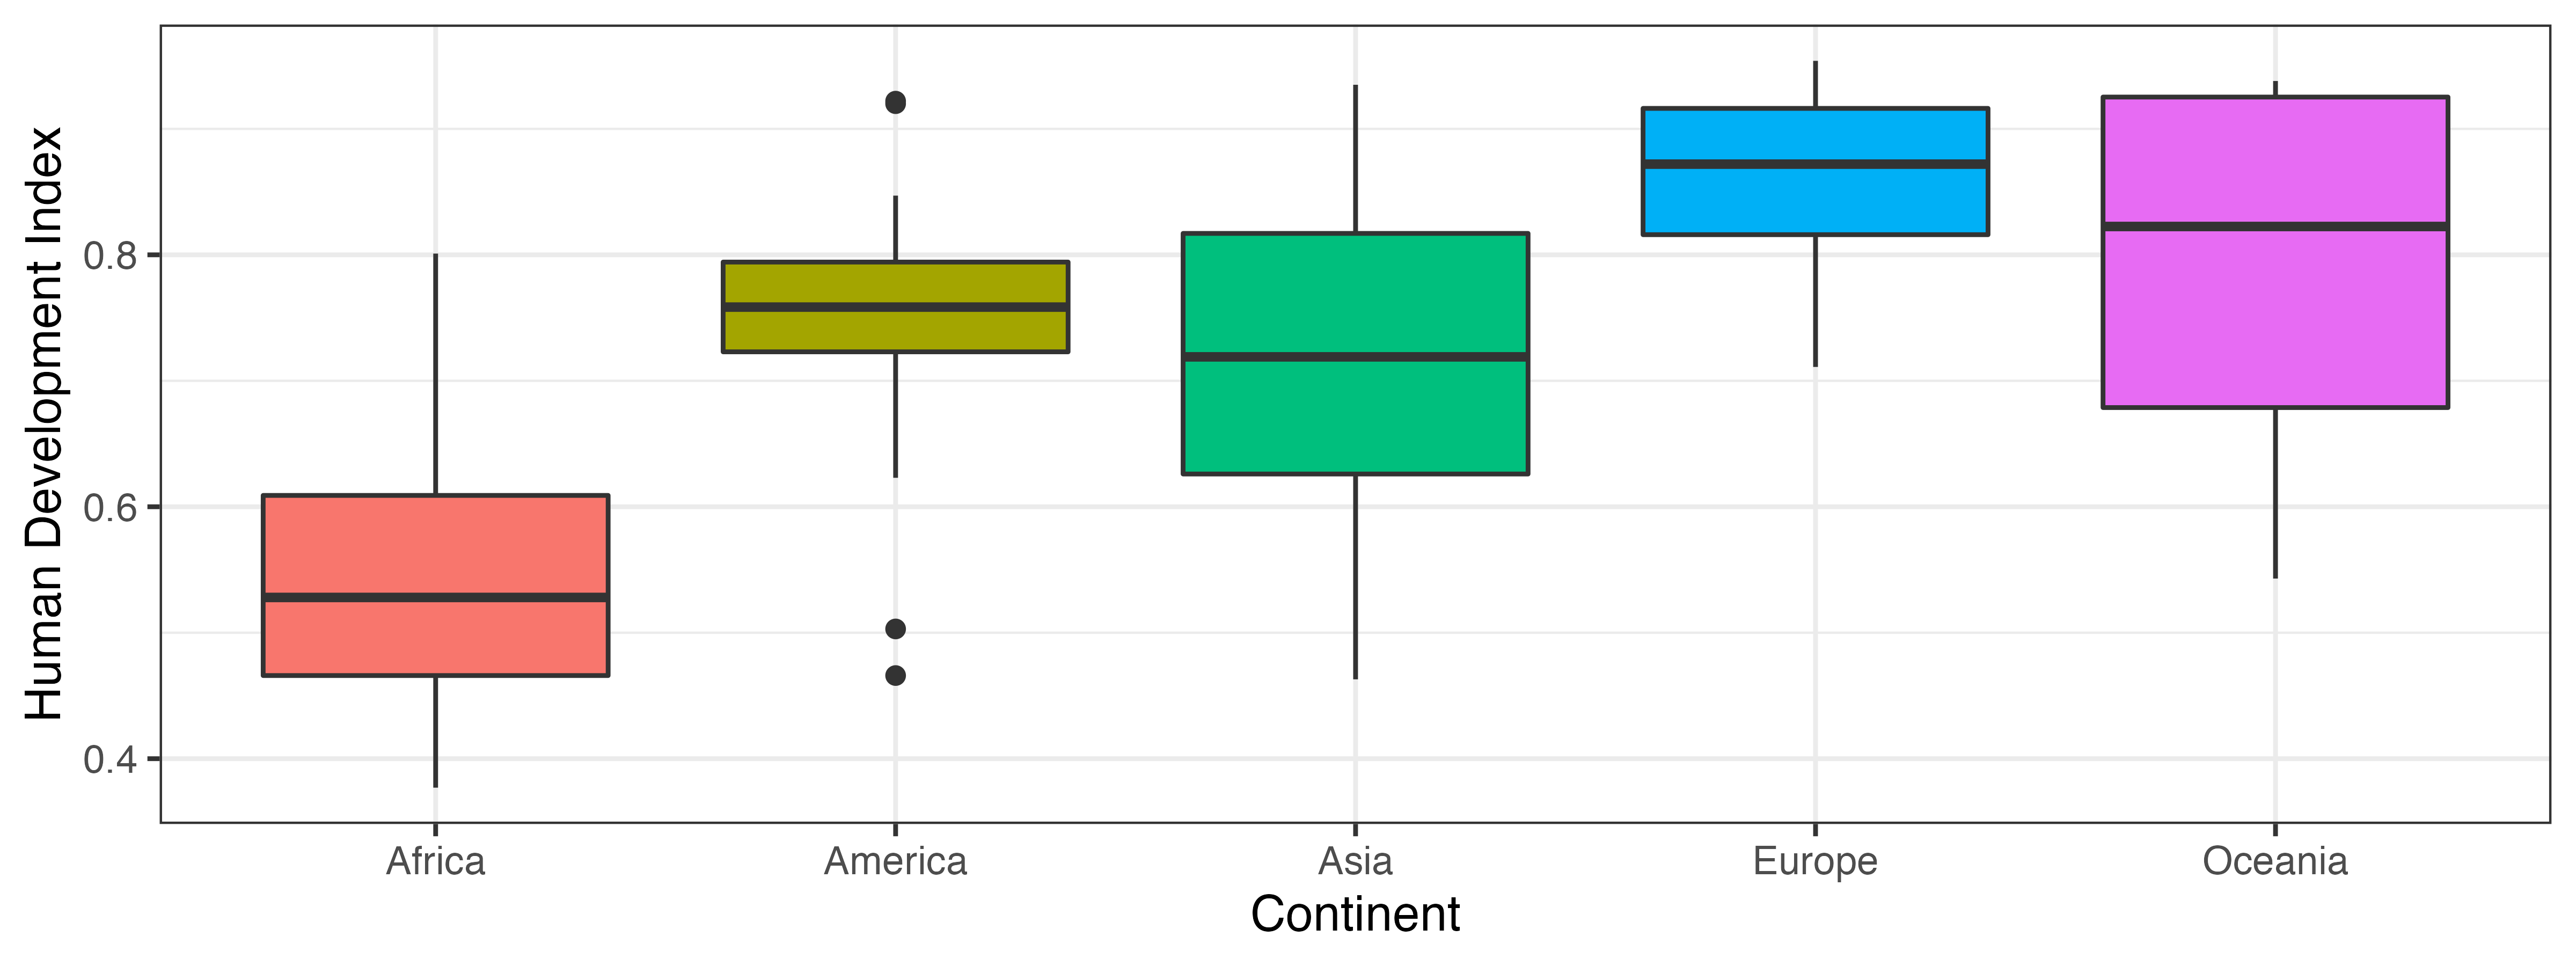 Human Development Index
0.8
0.6
0.4
Africa America Asia Europe Oceania
Continent